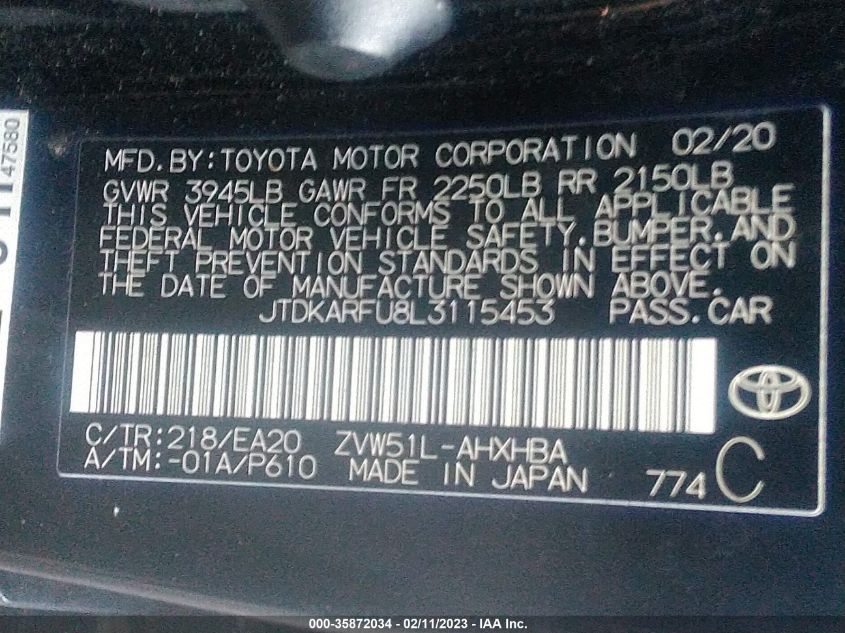 MFD.BY:TOYOTA MOTOR CORPORATION 02/20
GVWR 3945LB GAWR FR 2250LB RR 2150LB
THIS VEHICLE CONFORMS TO ALL APPLICABLE
FEDERAL MOTOR VEHICLE SAFETY,BUMPER,AND
THEFT PREVENTION STANDARDS IN EFFECT ON
THE DATE OF MANUFACTURE SHOWN ABOVE.
JTDKARFU8L3115453 PASS.CAR
C/TR:218/EA20 ZVW51L-AHXHBA
A/TM:-01A/P610 MADE IN JAPAN 774 C
47580
000-35872034 - 02/11/2023 - IAA Inc.